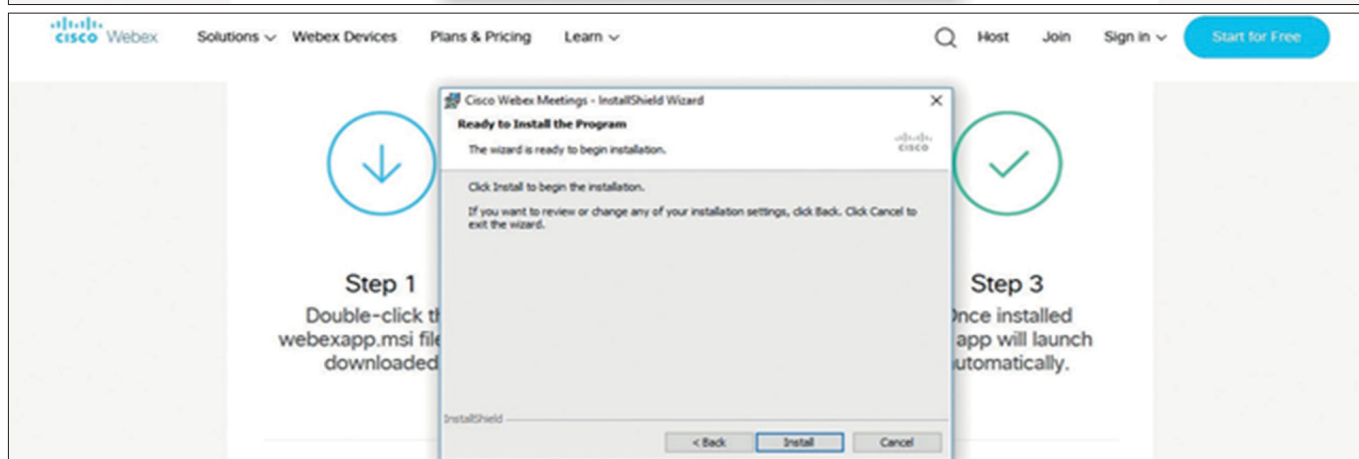 CISCO Webex Solutions Webex Devices Plans & Pricing Learn Host Join Sign in Start for Free
Cisco Webex Meetings - InstallShield Wizard
Ready to Install the Program
The wizard is ready to begin installation.
CISCO
Click Install to begin the installation.
If you want to review or change any of your installation settings, click Back. Click Cancel to
exit the wizard.
InstallShield
< Back Install Cancel
Step 1
Double-click th
webexapp.msi file
downloaded
Step 3
Once installed
app will launch
automatically.